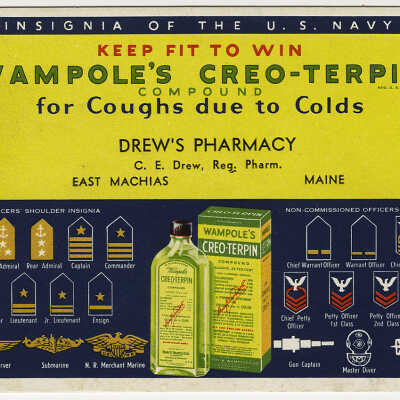 INSIGNIA OF THE U.S. NAVY
KEEP FIT TO WIN
WAMPOLE'S CREO-TERPIN
COMPOUND
for Coughs due to Colds
DREW'S PHARMACY
C. E. Drew, Reg. Pharm.
EAST MACHIAS MAINE
SHOULDER INSIGNIA
NON-COMMISSIONED OFFICERS
Admiral Rear Admiral Captain Commander
Chief Warrant Officer Warrant Officer
Lieutenant Jr. Lieutenant Ensign
Chief Petty Officer
Petty Officer 1st Class
Petty Officer 2nd Class
Submarine N. R. Merchant Marine
Gun Captain Master Diver
Wampole's
CREO-TERPIN
COMPOUND
WAMPOLE'S
CREO-TERPIN
COMPOUND